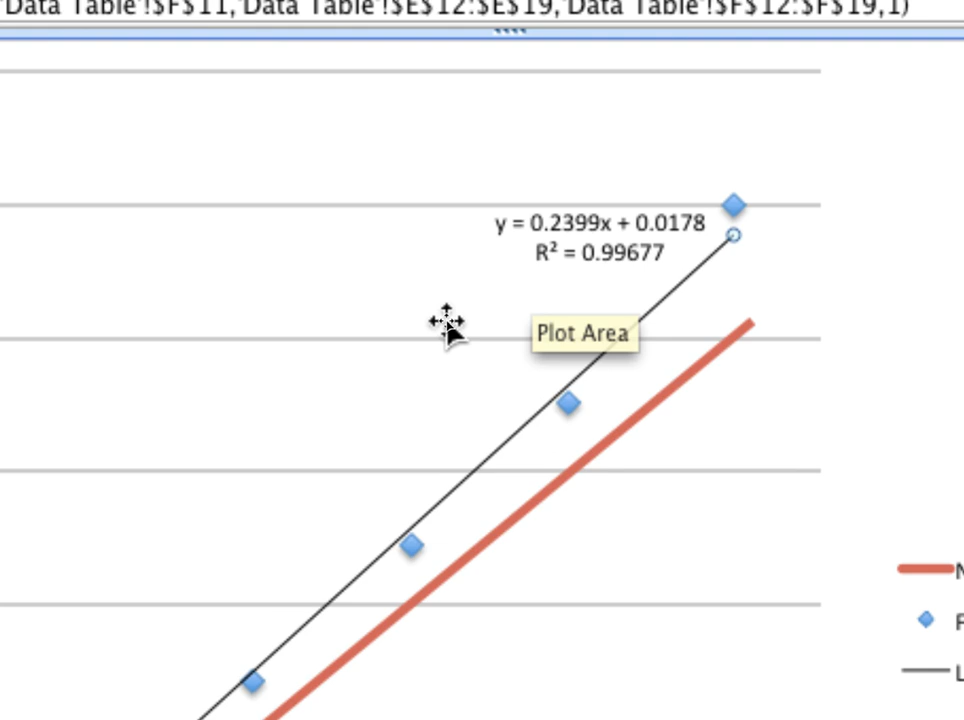 'Data Table'!$F$11,'Data Table'!$E$12:$E$19,'Data Table'!$F$12:$F$19,1)
y = 0.2399x + 0.0178
R² = 0.99677
Plot Area